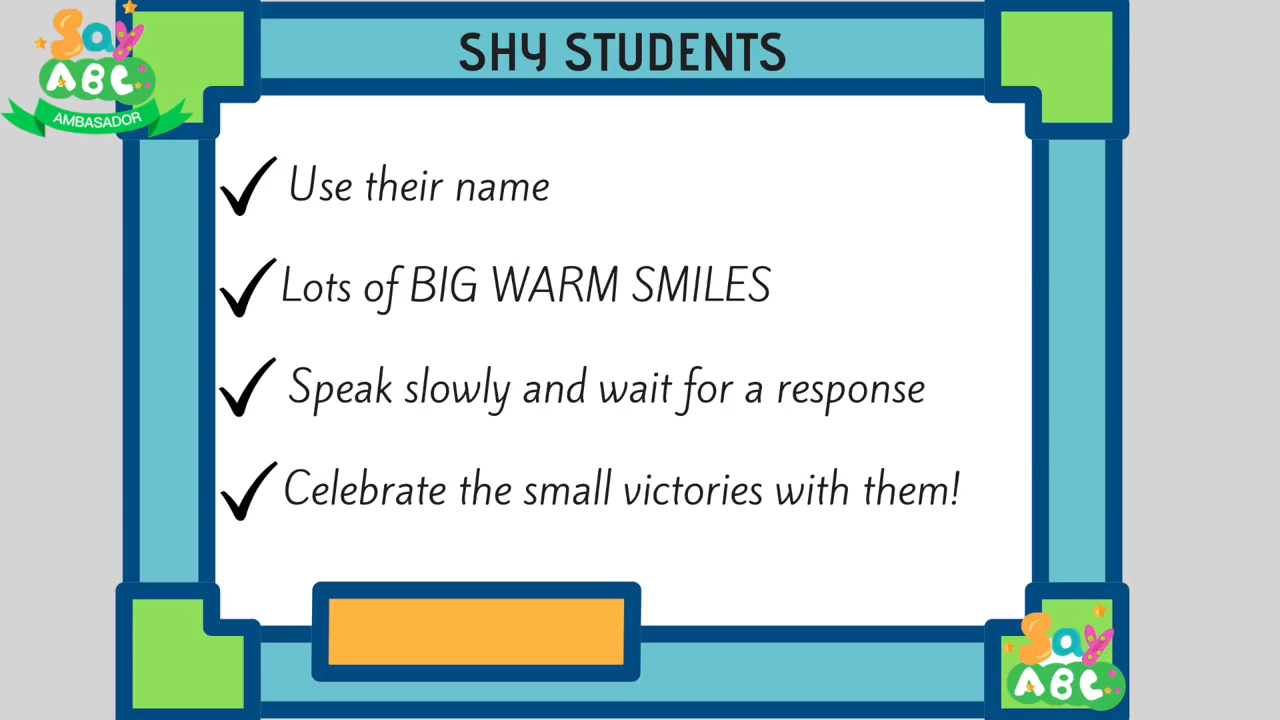 Say
ABC
AMBASADOR
SHY STUDENTS
Use their name
Lots of BIG WARM SMILES
Speak slowly and wait for a response
Celebrate the small victories with them!
Say
ABC